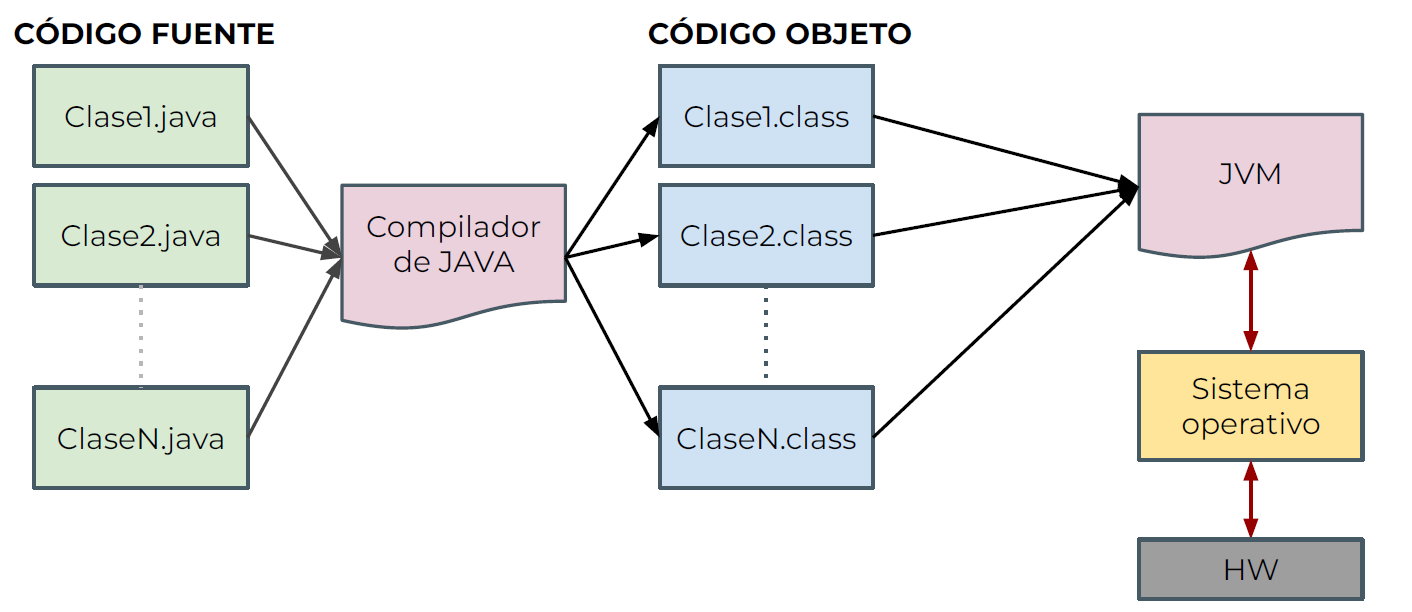 CÓDIGO FUENTE
Clase1.java
Clase2.java
ClaseN.java
Compilador
de JAVA
CÓDIGO OBJETO
Clase1.class
Clase2.class
ClaseN.class
JVM
Sistema
operativo
HW